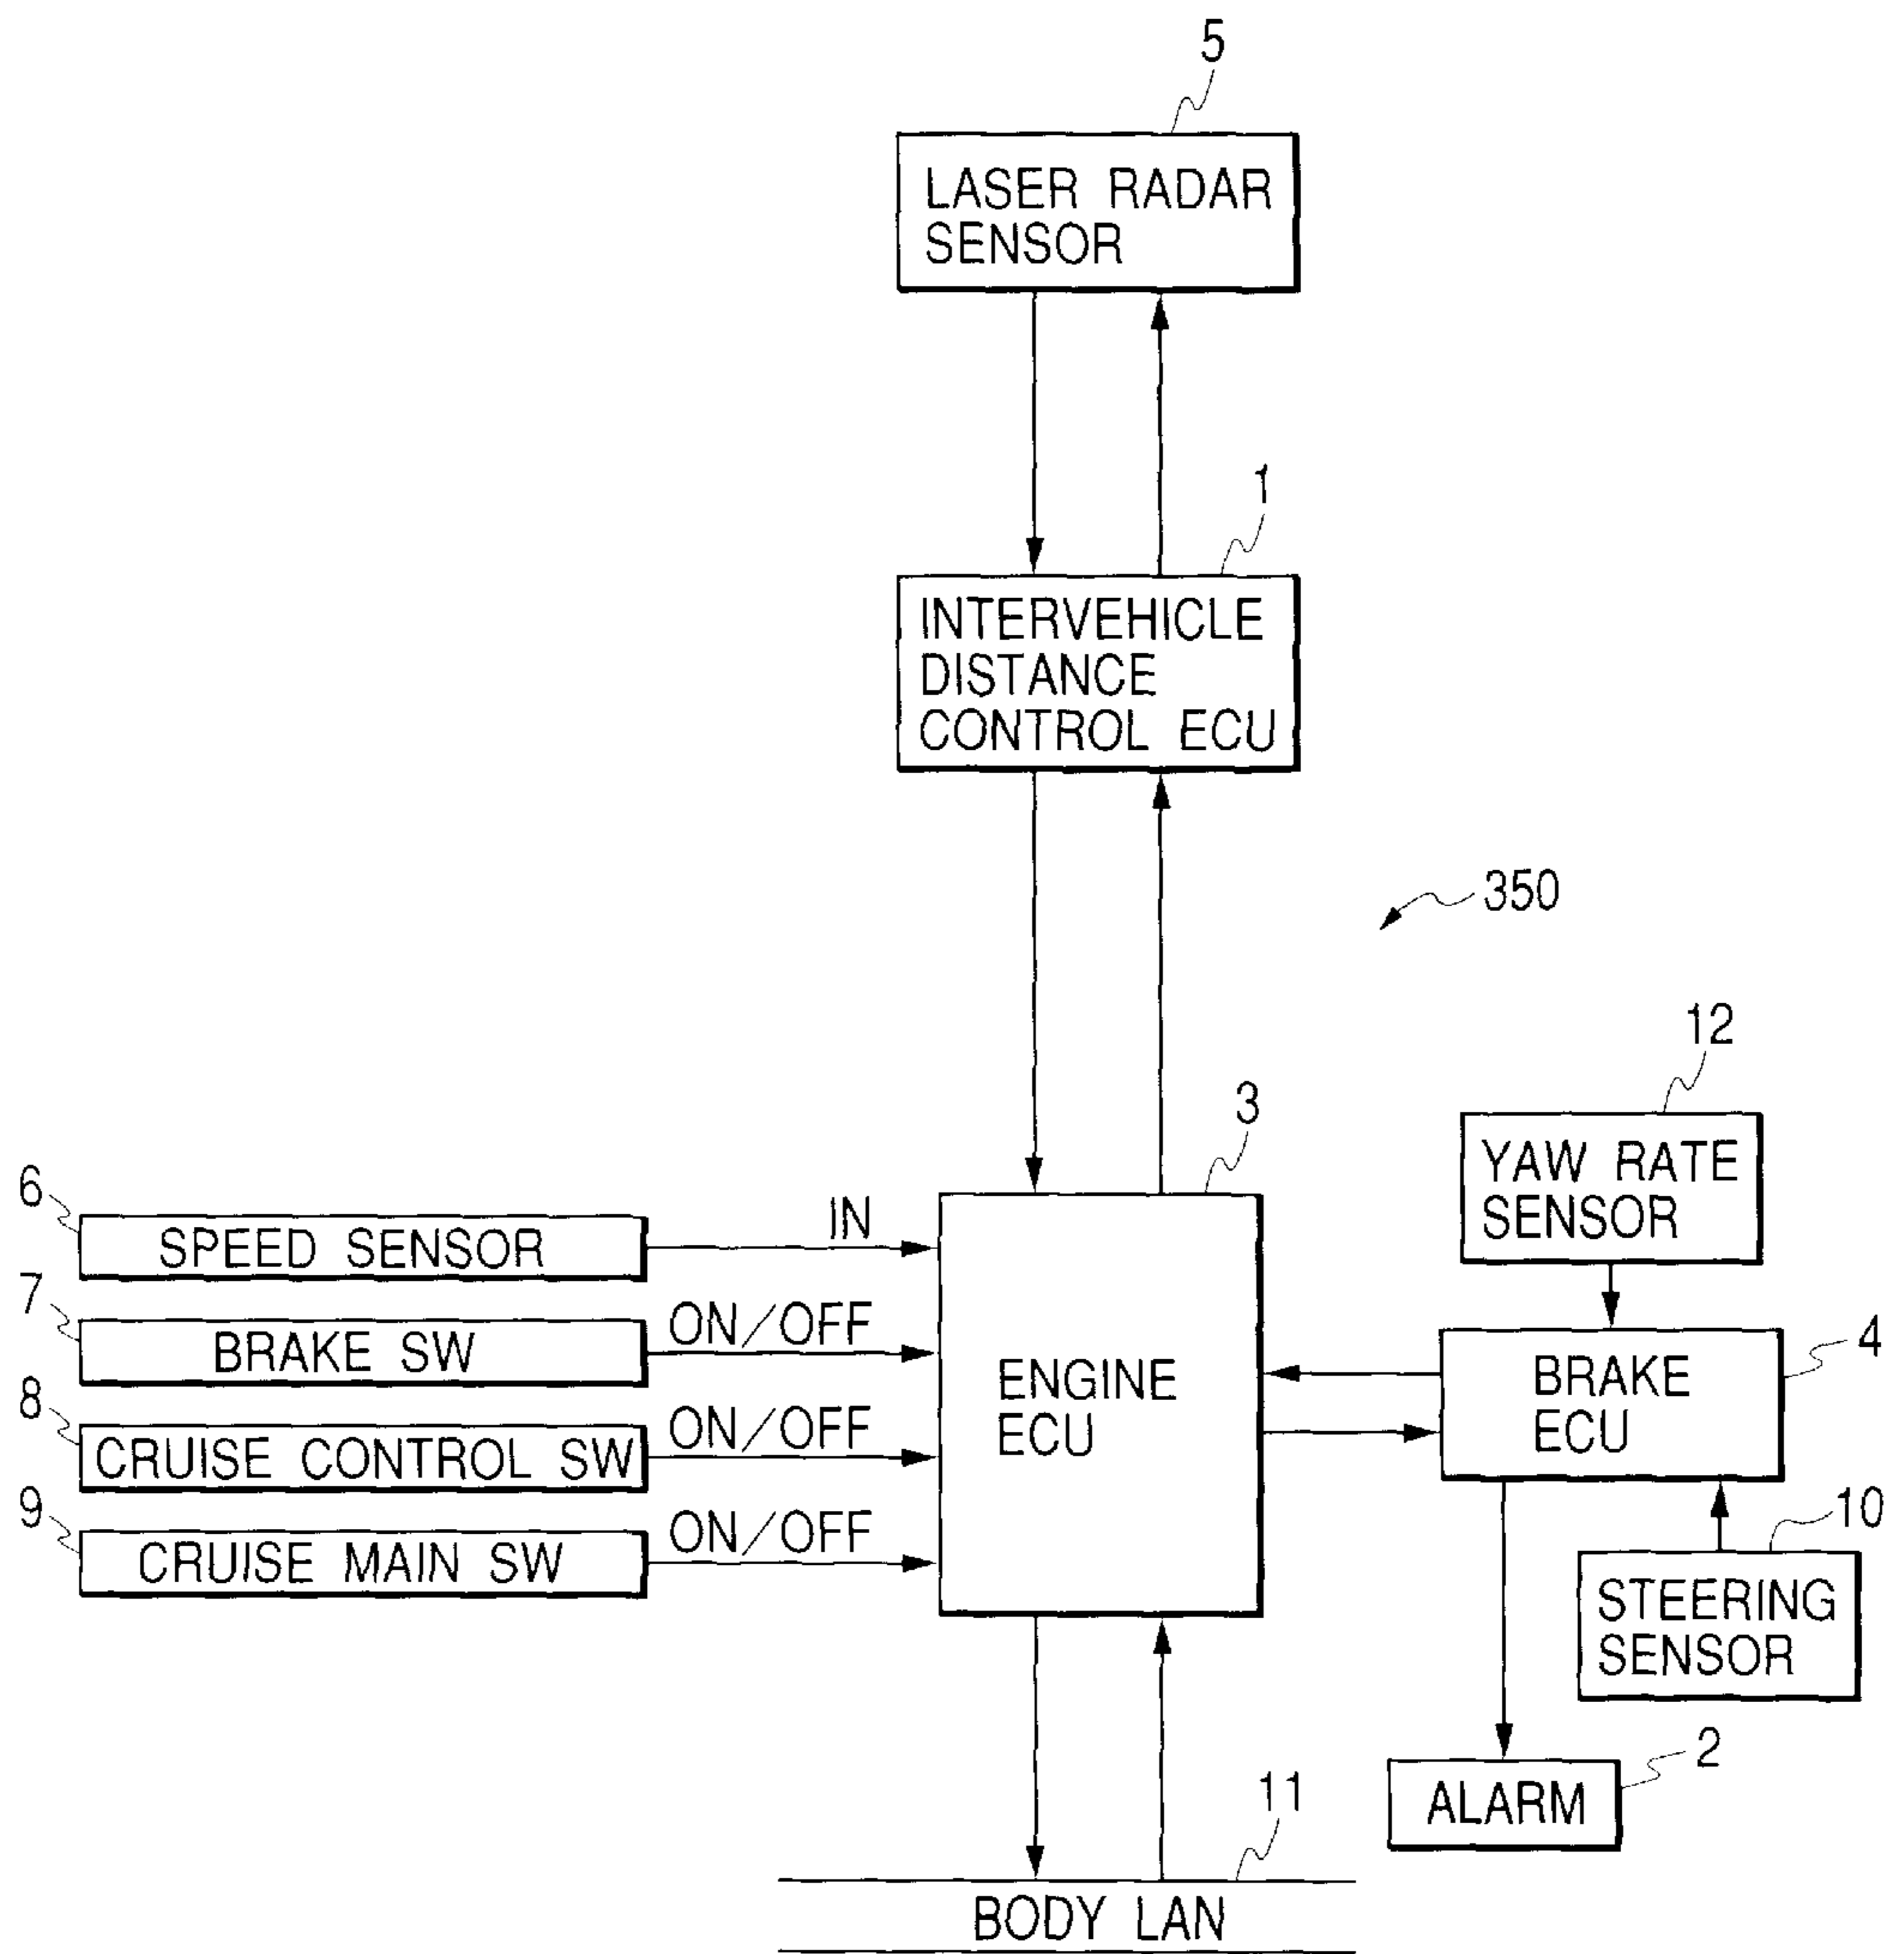 5
LASER RADAR
SENSOR
1
INTERVEHICLE
DISTANCE
CONTROL ECU
350
12
YAW RATE
SENSOR
3
6
SPEED SENSOR
IN
7
BRAKE SW
ON/OFF
8
CRUISE CONTROL SW
ON/OFF
9
CRUISE MAIN SW
ON/OFF
ENGINE
ECU
4
BRAKE
ECU
10
STEERING
SENSOR
2
ALARM
11
BODY LAN